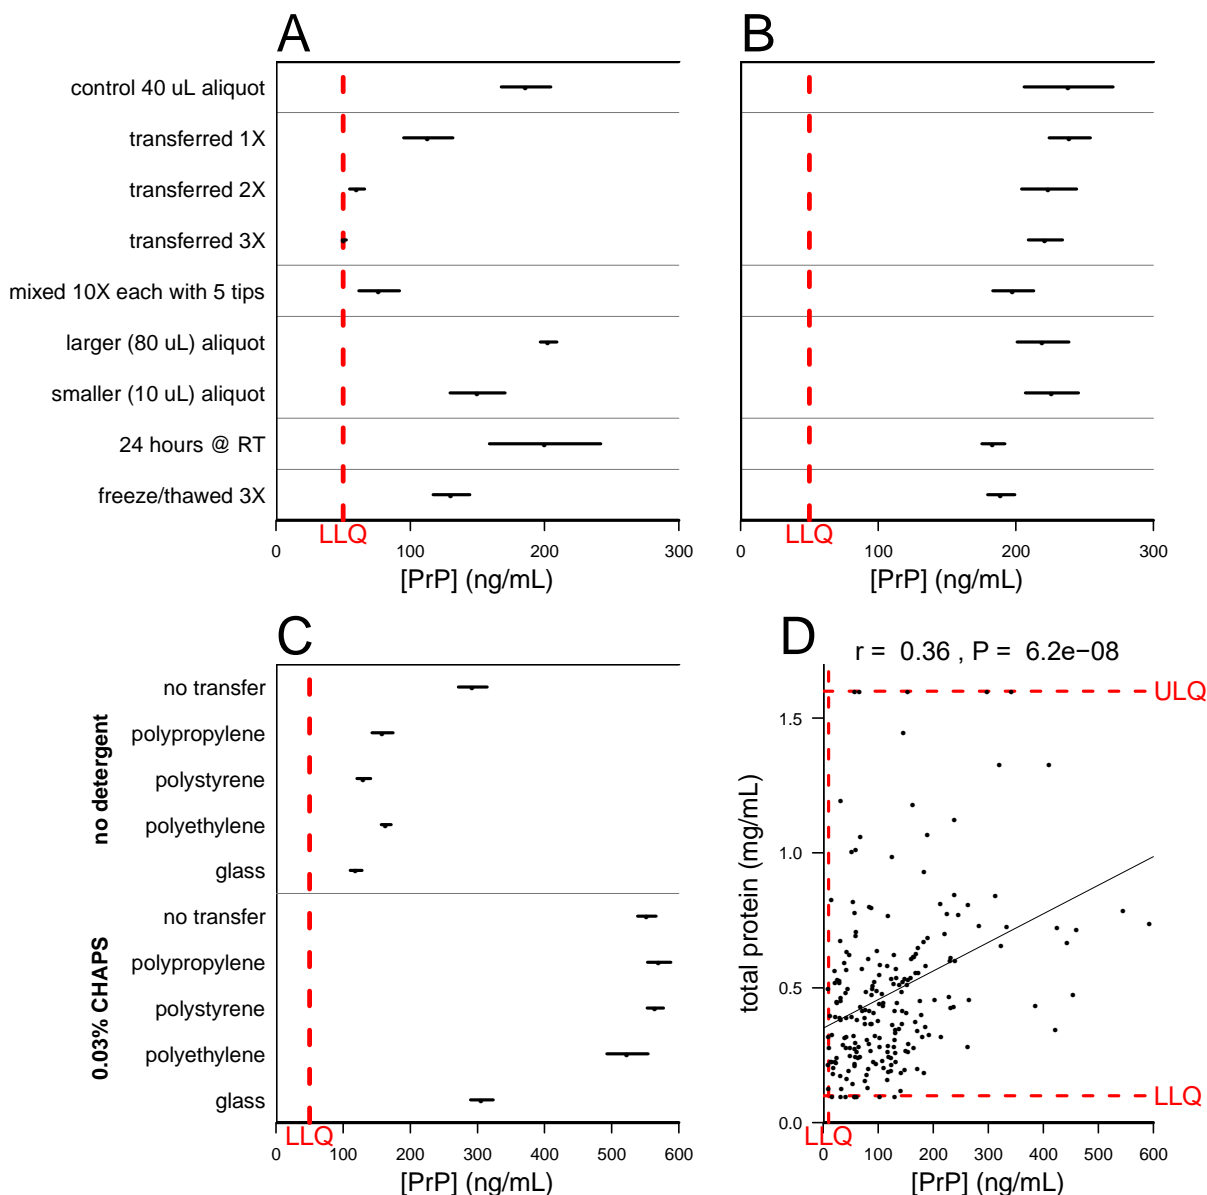 A
control 40 uL aliquot
transferred 1X
transferred 2X
transferred 3X
mixed 10X each with 5 tips
larger (80 uL) aliquot
smaller (10 uL) aliquot
24 hours @ RT
freeze/thawed 3X
LLQ
0 100 200 300
[PrP] (ng/mL)
B
LLQ
0 100 200 300
[PrP] (ng/mL)
C
no detergent
no transfer
polypropylene
polystyrene
polyethylene
glass
0.03% CHAPS
no transfer
polypropylene
polystyrene
polyethylene
glass
LLQ
0 100 200 300 400 500 600
[PrP] (ng/mL)
D
r = 0.36 , P = 6.2e−08
ULQ
total protein (mg/mL)
1.5
1.0
0.5
0.0
LLQ
LLQ
0 100 200 300 400 500 600
[PrP] (ng/mL)